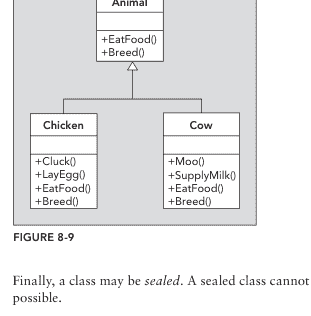 Animal
+EatFood()
+Breed()
Chicken
Cow
+Cluck()
+LayEgg()
+EatFood()
+Breed()
+Moo()
+SupplyMilk()
+EatFood()
+Breed()
FIGURE 8-9
Finally, a class may be sealed. A sealed class cannot
possible.